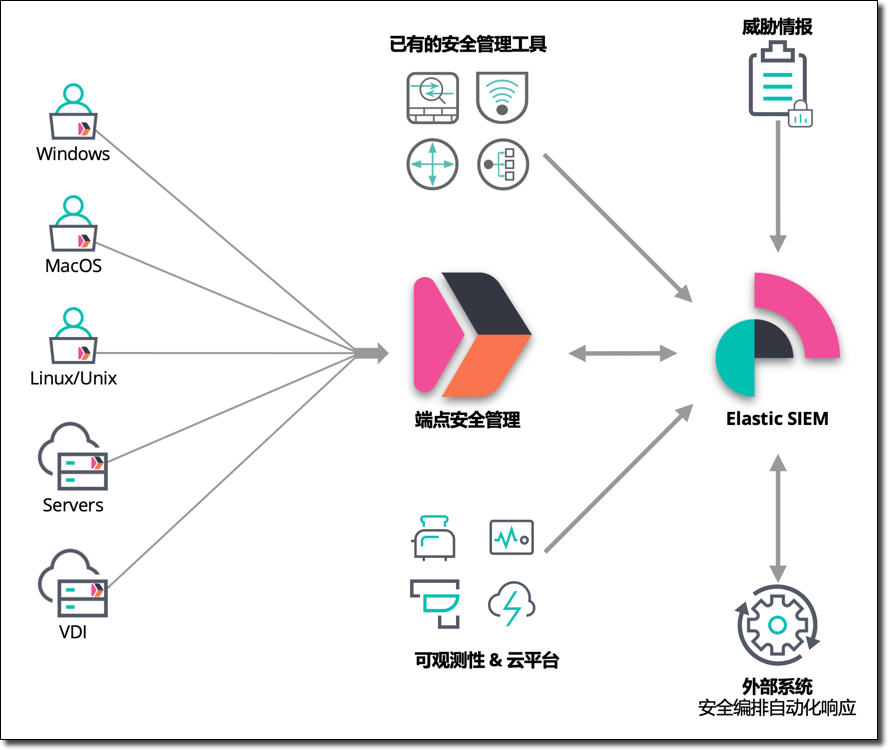 已有的安全管理工具
威胁情报
Windows
MacOS
Linux/Unix
Servers
VDI
端点安全管理
Elastic SIEM
可观测性 & 云平台
外部系统
安全编排自动化响应